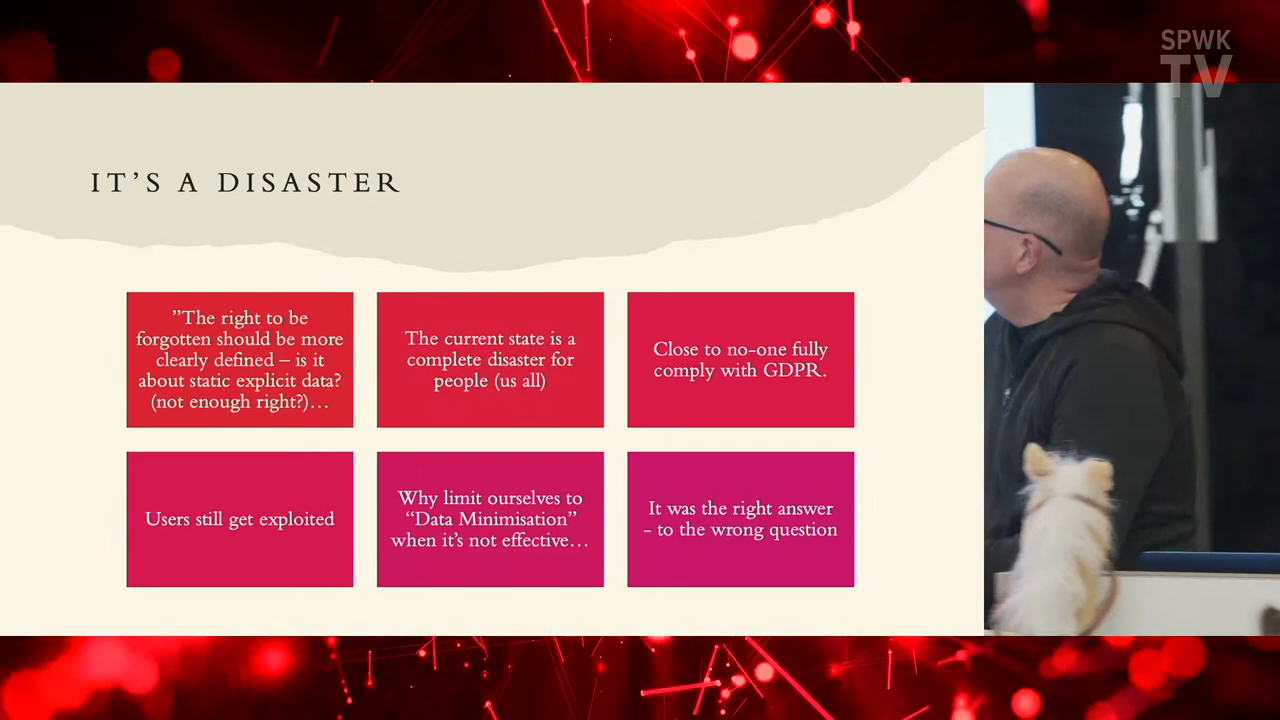 SPWK
TV
IT'S A DISASTER
”The right to be
forgotten should be more
clearly defined – is it
about static explicit data?
(not enough right?)…
The current state is a
complete disaster for
people (us all)
Close to no-one fully
comply with GDPR.
Users still get exploited
Why limit ourselves to
“Data Minimisation”
when it’s not effective…
It was the right answer
– to the wrong question